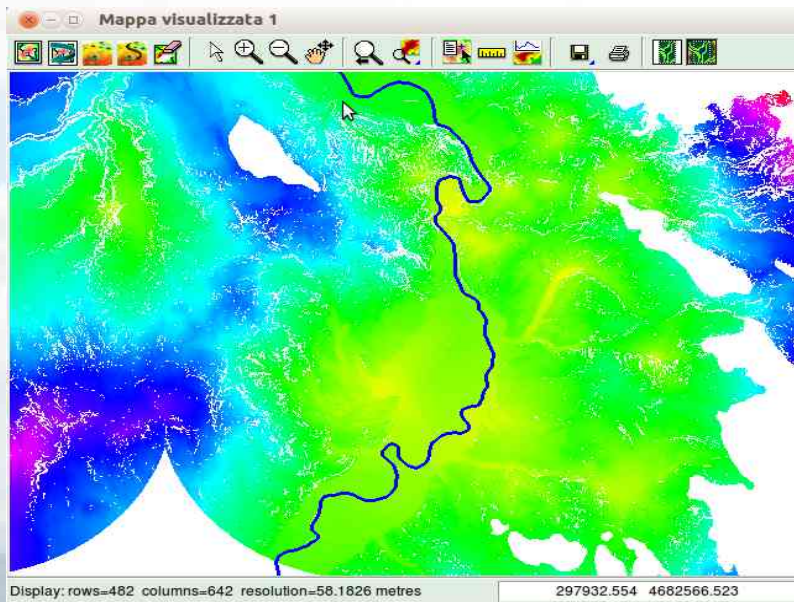 Mappa visualizzata 1
Display: rows=482 columns=642 resolution=58.1826 metres
297932.554 4682566.523